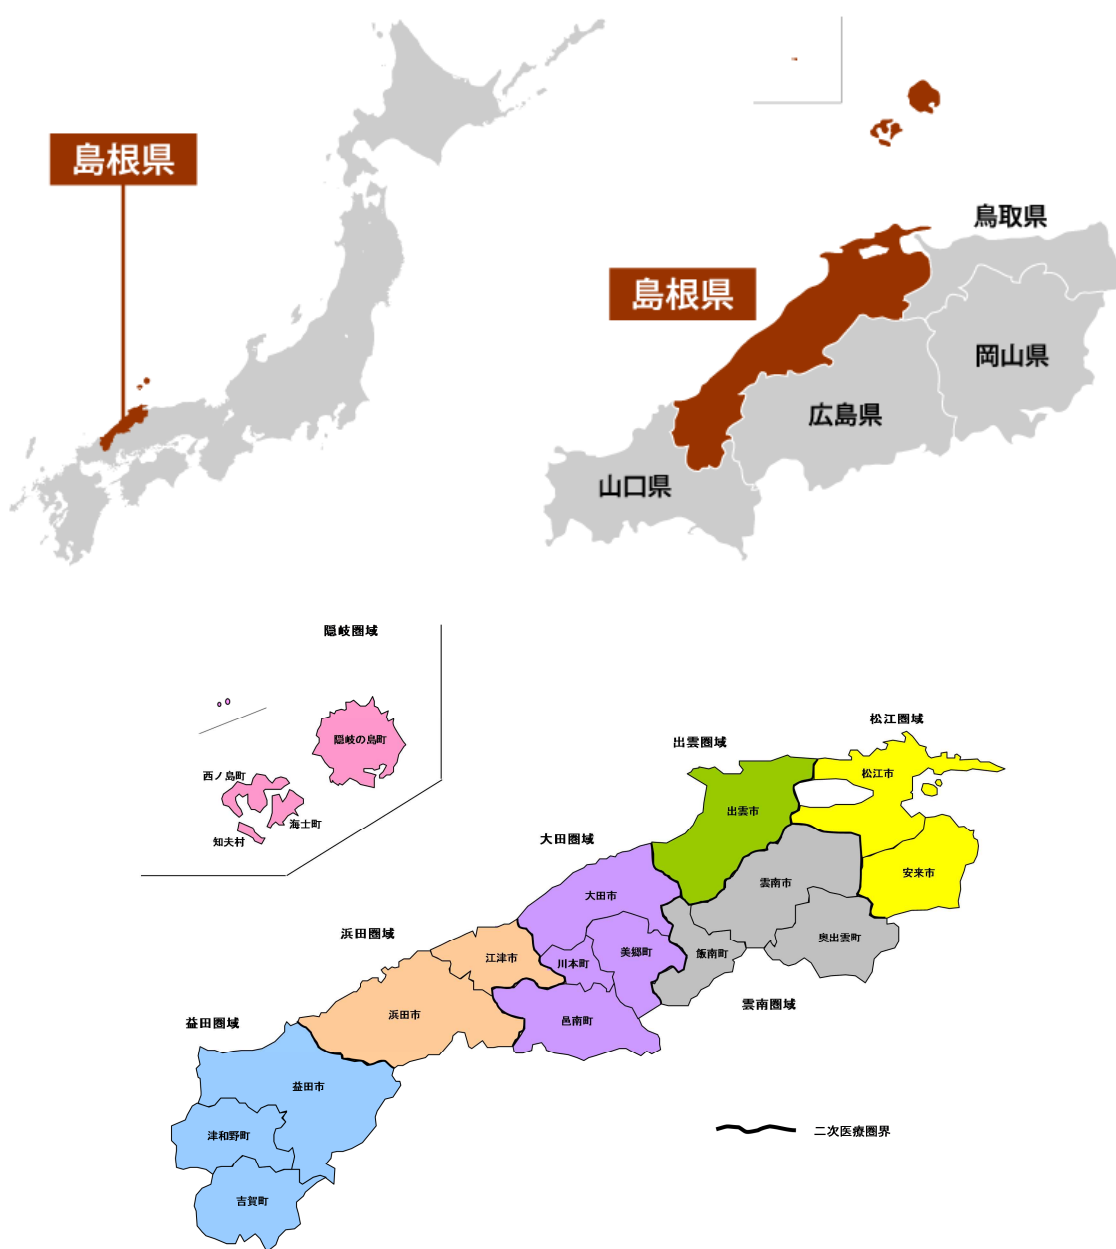 島根県
鳥取県
島根県
岡山県
広島県
山口県
隠岐圏域
隠岐の島町
西ノ島町
海士町
知夫村
松江圏域
出雲圏域
松江市
出雲市
大田圏域
安来市
雲南市
大田市
浜田圏域
奥出雲町
美郷町
飯南町
江津市
川本町
雲南圏域
浜田市
邑南町
益田圏域
益田市
二次医療圏界
津和野町
吉賀町